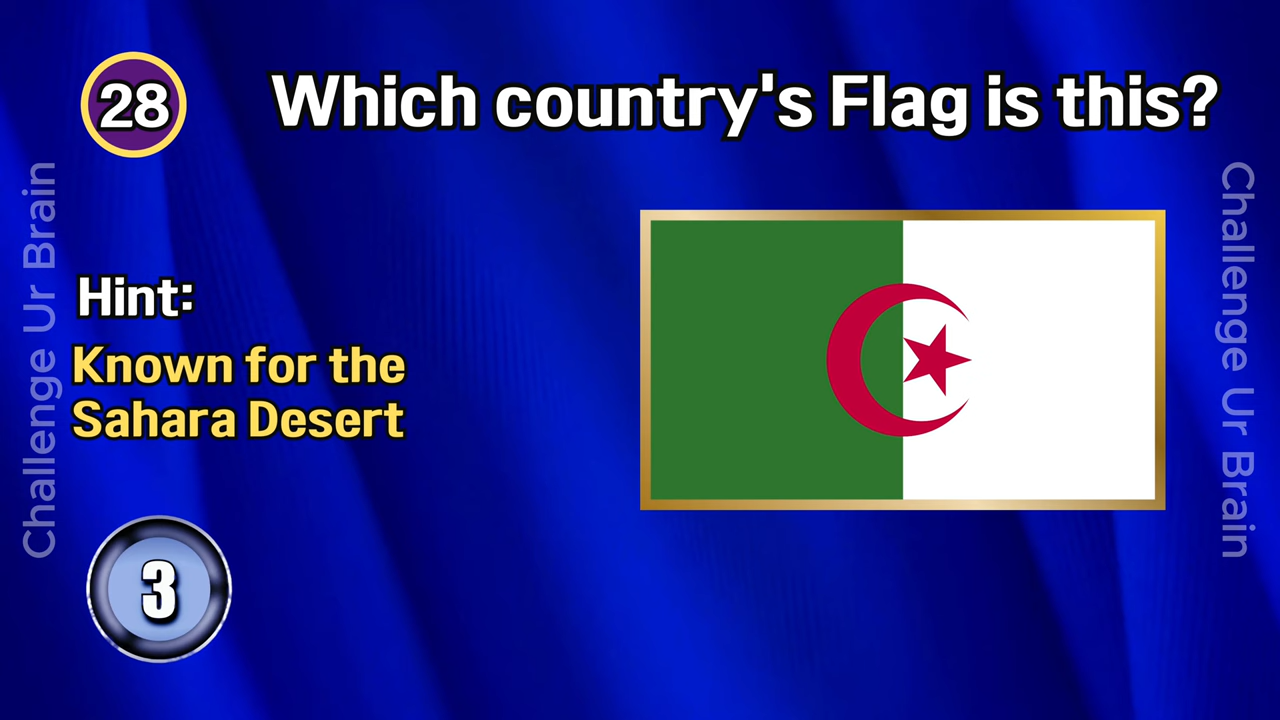 28
Which country's Flag is this?
Challenge Ur Brain
Hint:
Known for the
Sahara Desert
Challenge Ur Brain
3